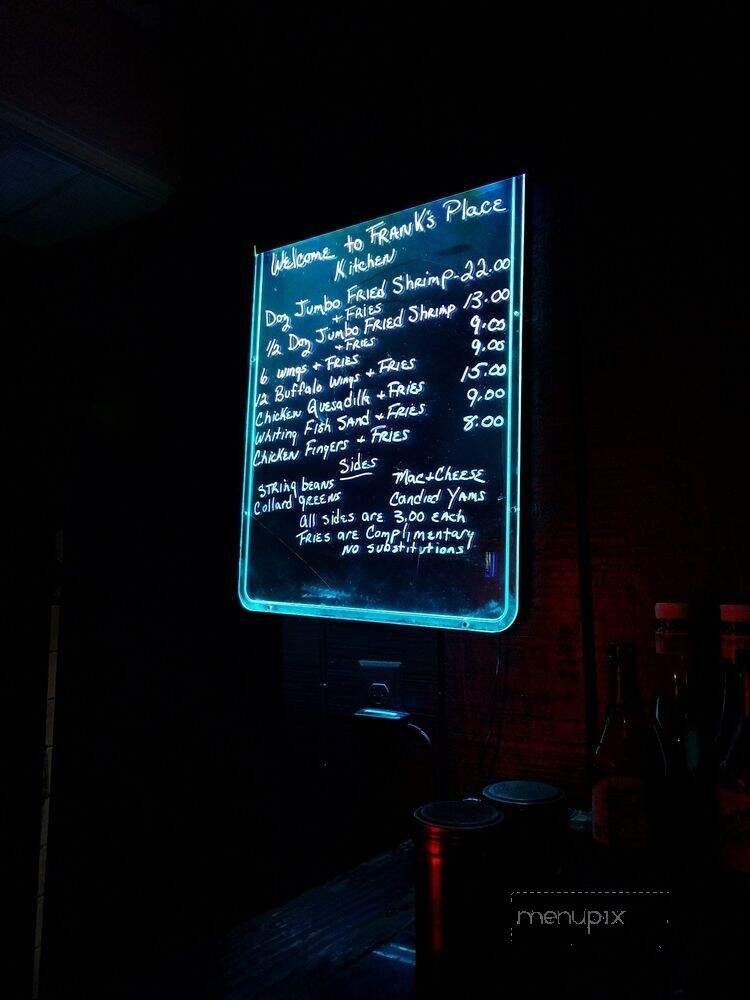 Welcome to FRANK's Place
Kitchen
Doz Jumbo FRIEd SHRImp - 22.00
+ FRIES
1/2 Doz Jumbo FRIEd SHRImp 13.00
+ FRIES
6 wings + FRIES 9.00
12 Buffalo Wings + FRIES 9.00
Chicken Quesadilla + FRIES 15.00
Whiting Fish SANd + FRIES 9.00
Chicken Fingers + FRIES 8.00
Sides
STRING bEANS Mac + CHEESE
Collard gREENS Candied YAMS
All sides are 3.00 EAch
FRIES are Complimentary
NO Substitutions
menupix